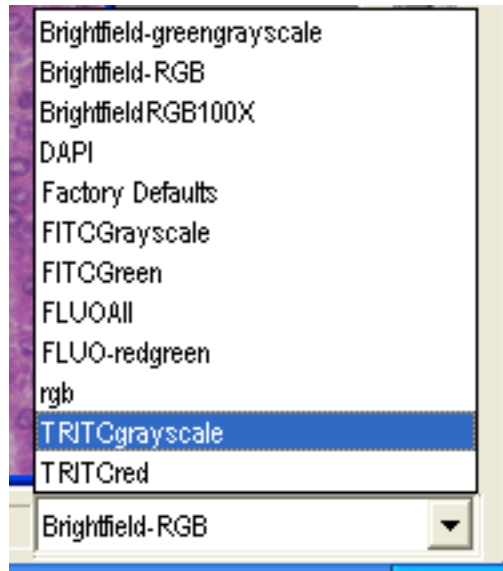 Brightfield-greengrayscale
Brightfield-RGB
BrightfieldRGB100X
DAPI
Factory Defaults
FITCGrayscale
FITCGreen
FLUOAll
FLUO-redgreen
rgb
TRITCgrayscale
TRITCred
Brightfield-RGB